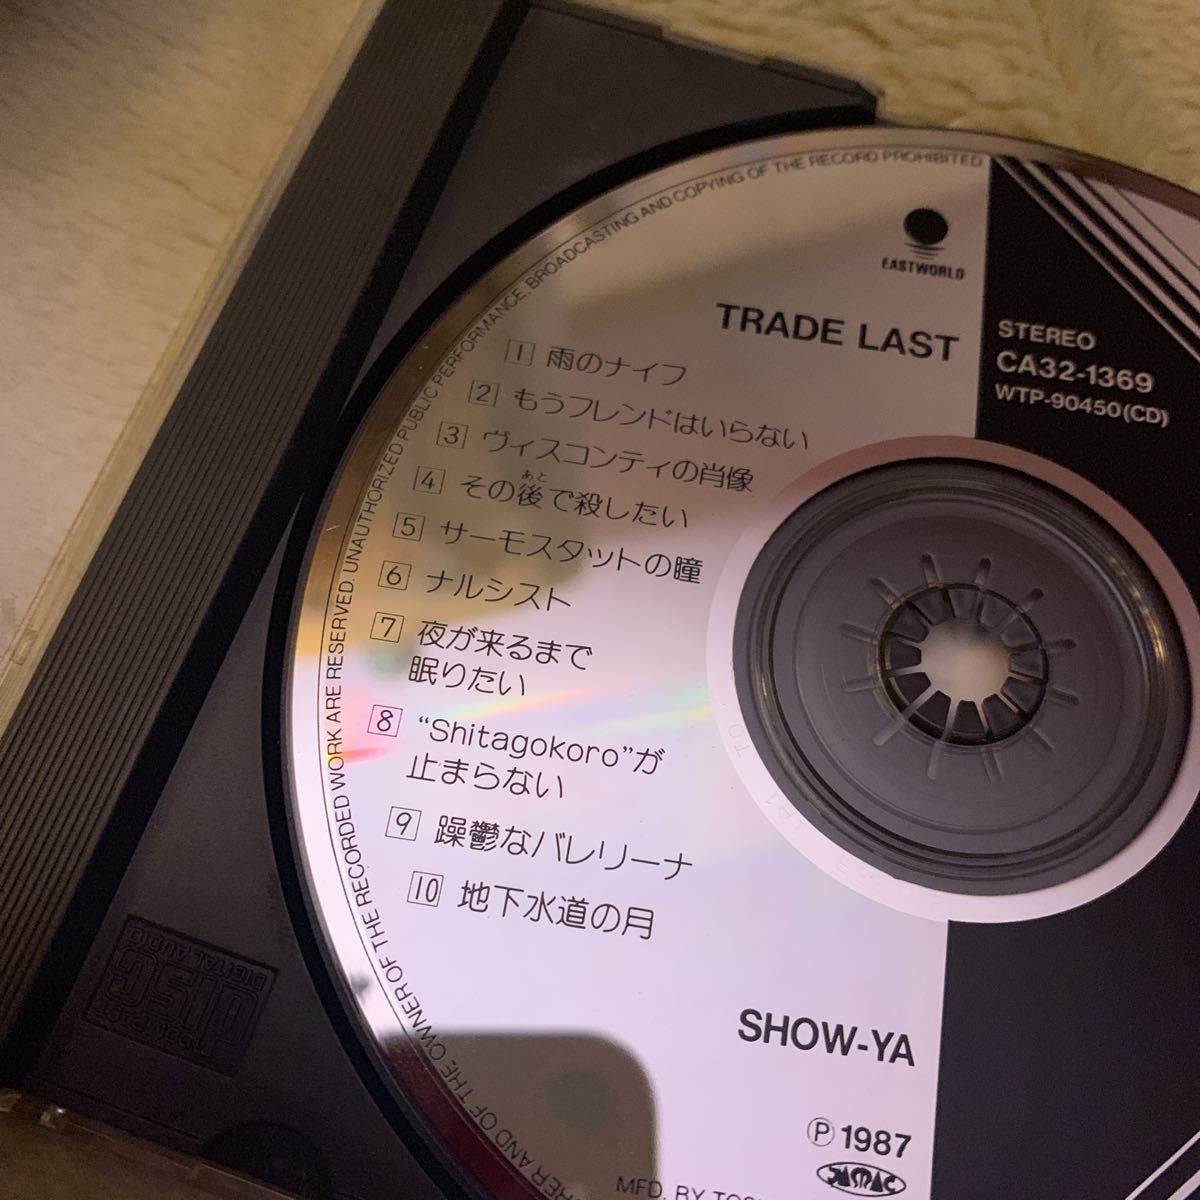 UNAUTHORIZED PUBLIC PERFORMANCE. BROADCASTING AND COPYING OF THE RECORD PROHIBITED
EASTWORLD
TRADE LAST
STEREO
CA32-1369
WTP-90450(CD)
1 雨のナイフ
2 もうフレンドはいらない
3 ヴィスコンティの肖像
あと
4 その後で殺したい
5 サーモスタットの瞳
6 ナルシスト
7 夜が来るまで
眠りたい
8 “Shitagokoro”が
止まらない
9 躁鬱なバレリーナ
10 地下水道の月
SHOW-YA
Ⓟ 1987
JASRAC
MFD. BY
AND OF THE OWNER OF THE RECORDED WORK ARE RESERVED.
COMPACT
disc
DIGITAL AUDIO